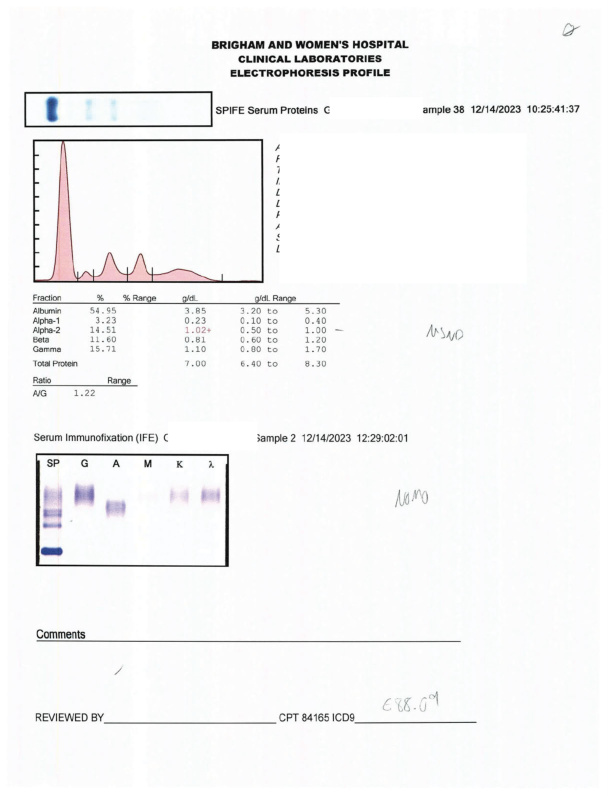 BRIGHAM AND WOMEN'S HOSPITAL
CLINICAL LABORATORIES
ELECTROPHORESIS PROFILE
SPIFE Serum Proteins G ample 38 12/14/2023 10:25:41:37
Fraction % % Range g/dL g/dL Range
Albumin 54.95 3.85 3.20 to 5.30
Alpha-1 3.23 0.23 0.10 to 0.40
Alpha-2 14.51 1.02+ 0.50 to 1.00 -
Beta 11.60 0.81 0.60 to 1.20
Gamma 15.71 1.10 0.80 to 1.70
Total Protein 7.00 6.40 to 8.30
Ratio Range
A/G 1.22
Serum Immunofixation (IFE) Sample 2 12/14/2023 12:29:02:01
SP G A M K λ
Comments
E88.09
REVIEWED BY CPT 84165 ICD9